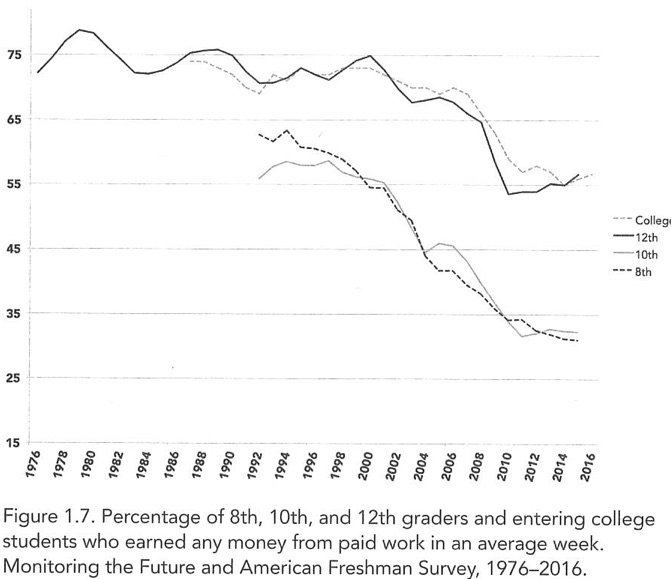 75
65
55
45
35
25
15
College
12th
10th
8th
1976 1978 1980 1982 1984 1986 1988 1990 1992 1994 1996 1998 2000 2002 2004 2006 2008 2010 2012 2014 2016
Figure 1.7. Percentage of 8th, 10th, and 12th graders and entering college
students who earned any money from paid work in an average week.
Monitoring the Future and American Freshman Survey, 1976–2016.